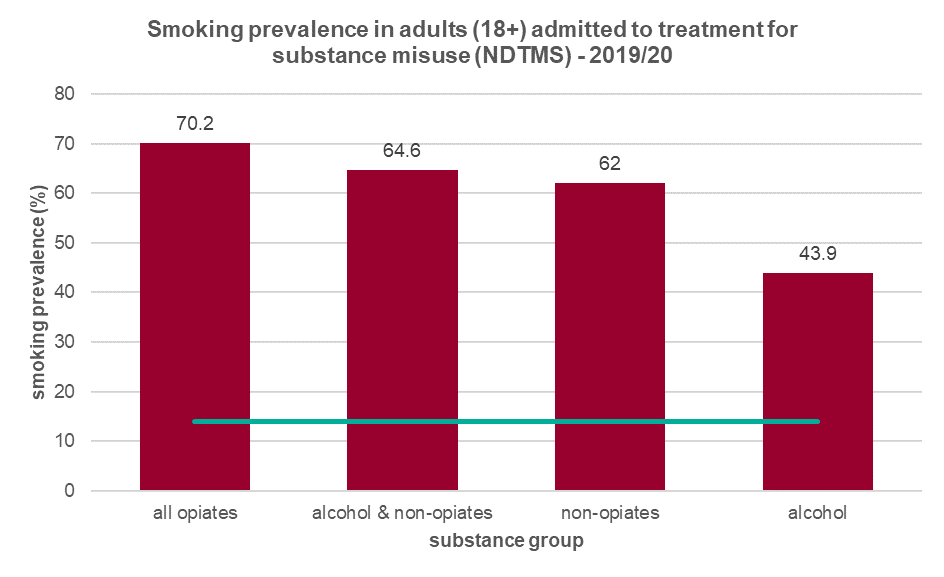 Smoking prevalence in adults (18+) admitted to treatment for
substance misuse (NDTMS) - 2019/20
smoking prevalence (%)
80
70
60
50
40
30
20
10
0
70.2
64.6
62
43.9
all opiates
alcohol & non-opiates
non-opiates
alcohol
substance group